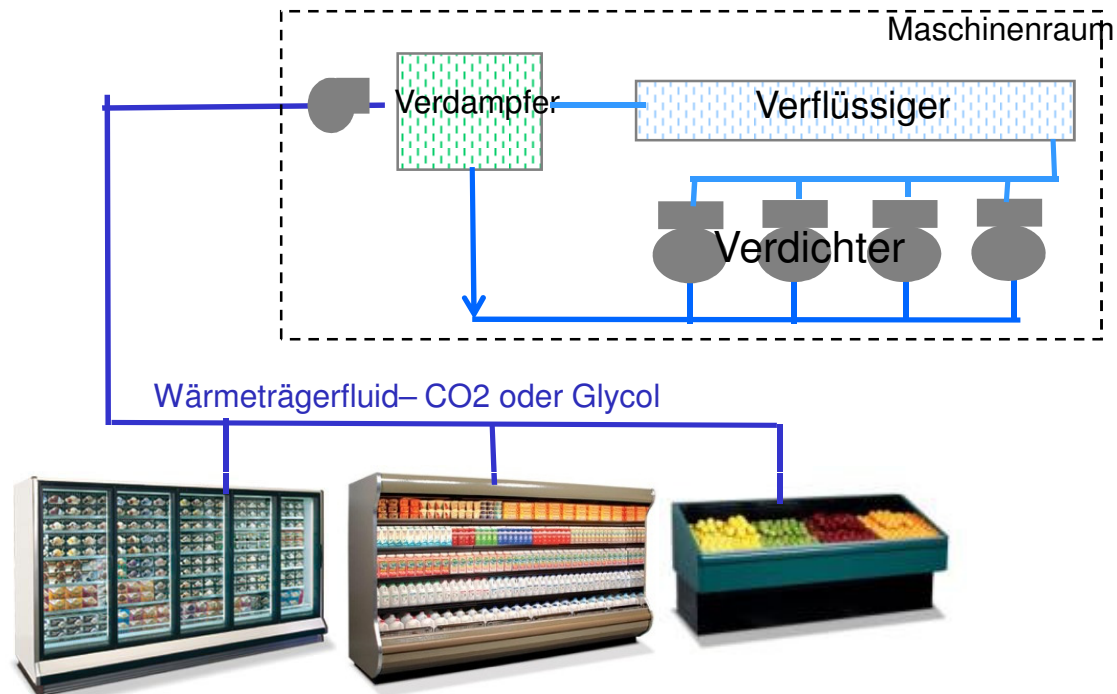 Maschinenraum
Verdampfer
Verflüssiger
Verdichter
Wärmeträgerfluid– CO2 oder Glycol